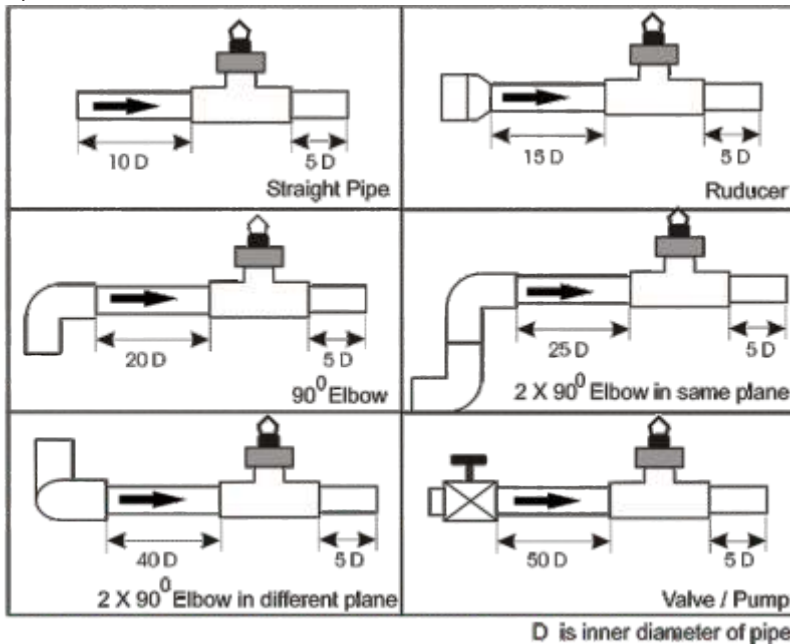 10 D
5 D
Straight Pipe
15 D
5 D
Ruducer
20 D
5 D
90⁰ Elbow
25 D
5 D
2 X 90⁰ Elbow in same plane
40 D
5 D
2 X 90⁰ Elbow in different plane
50 D
5 D
Valve / Pump
D is inner diameter of pipe